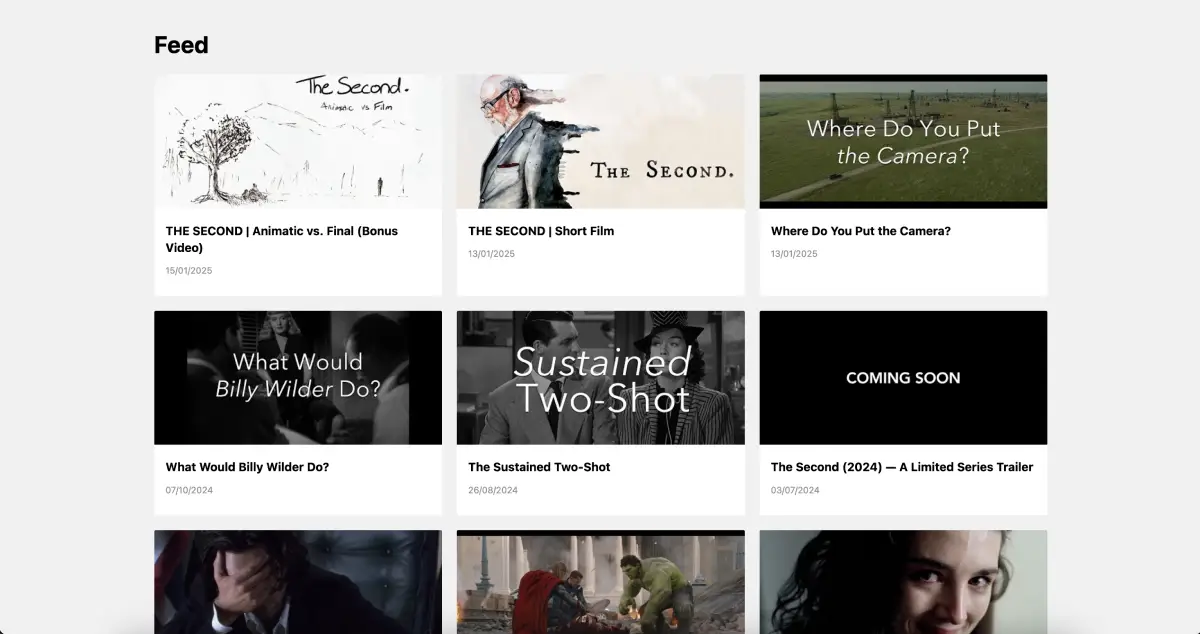 Feed
The Second.
Animatic vs Film
THE SECOND.
Where Do You Put
the Camera?
THE SECOND | Animatic vs. Final (Bonus
Video)
15/01/2025
THE SECOND | Short Film
13/01/2025
Where Do You Put the Camera?
13/01/2025
What Would
Billy Wilder Do?
Sustained
Two-Shot
COMING SOON
What Would Billy Wilder Do?
07/10/2024
The Sustained Two-Shot
26/08/2024
The Second (2024) — A Limited Series Trailer
03/07/2024